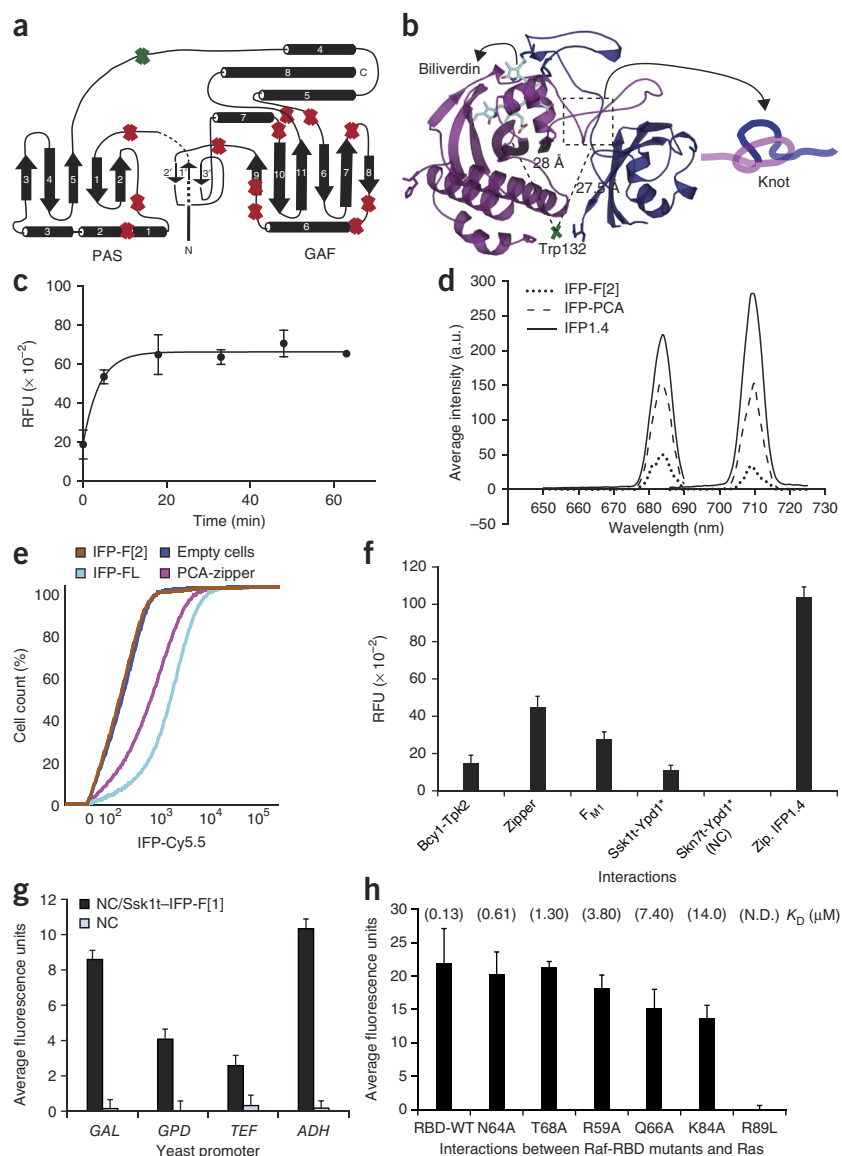 a
4
8
C
5
7
3
4
5
1
2
2′
1′
3′
9
10
11
6
7
8
3
2
1
6
N
PAS
GAF
b
Biliverdin
28 Å
27.5 Å
Trp132
Knot
c
RFU (× 10⁻²)
100
80
60
40
20
0
0
20
40
60
Time (min)
d
IFP-F[2]
IFP-PCA
IFP1.4
Average intensity (a.u.)
300
250
200
150
100
50
0
–50
650 660 670 680 690 700 710 720 730
Wavelength (nm)
e
IFP-F[2]
Empty cells
IFP-FL
PCA-zipper
Cell count (%)
100
80
60
40
20
0
0 10² 10³ 10⁴ 10⁵
IFP-Cy5.5
f
RFU (× 10⁻²)
120
100
80
60
40
20
0
Bcy1-Tpk2
Zipper
F_M1
Ssk1t-Ypd1*
Skn7t-Ypd1*
(NC)
Zip. IFP1.4
Interactions
g
NC/Ssk1t–IFP-F[1]
NC
Average fluorescence units
12
10
8
6
4
2
0
GAL
GPD
TEF
ADH
Yeast promoter
h
(0.13) (0.61) (1.30) (3.80) (7.40) (14.0) (N.D.) K_D (μM)
Average fluorescence units
30
25
20
15
10
5
0
RBD-WT N64A T68A R59A Q66A K84A R89L
Interactions between Raf-RBD mutants and Ras